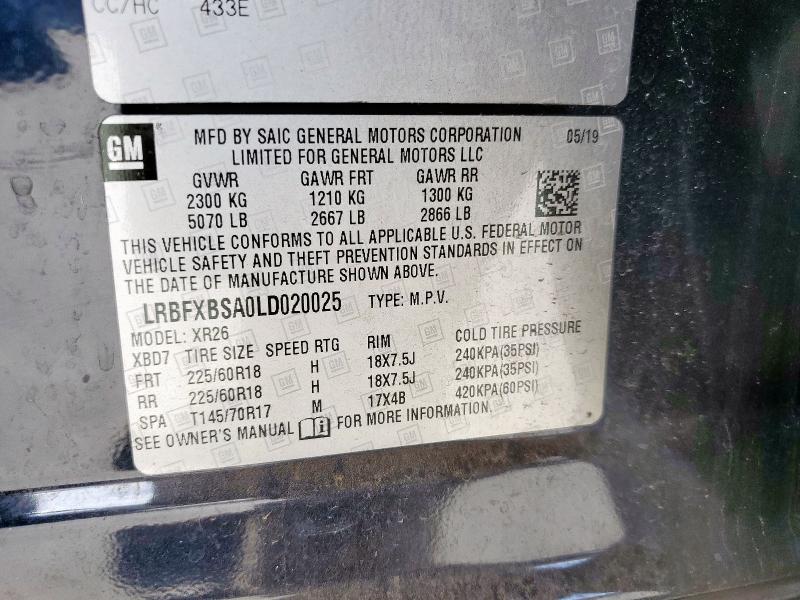 CC/HC 433E
GM
MFD BY SAIC GENERAL MOTORS CORPORATION 05/19
LIMITED FOR GENERAL MOTORS LLC
GVWR GAWR FRT GAWR RR
2300 KG 1210 KG 1300 KG
5070 LB 2667 LB 2866 LB
THIS VEHICLE CONFORMS TO ALL APPLICABLE U.S. FEDERAL MOTOR
VEHICLE SAFETY AND THEFT PREVENTION STANDARDS IN EFFECT ON
THE DATE OF MANUFACTURE SHOWN ABOVE.
LRBFXBSA0LD020025 TYPE: M.P.V.
MODEL: XR26
XBD7 TIRE SIZE SPEED RTG RIM COLD TIRE PRESSURE
FRT 225/60R18 H 18X7.5J 240KPA(35PSI)
RR 225/60R18 H 18X7.5J 240KPA(35PSI)
SPA T145/70R17 M 17X4B 420KPA(60PSI)
SEE OWNER'S MANUAL FOR MORE INFORMATION.